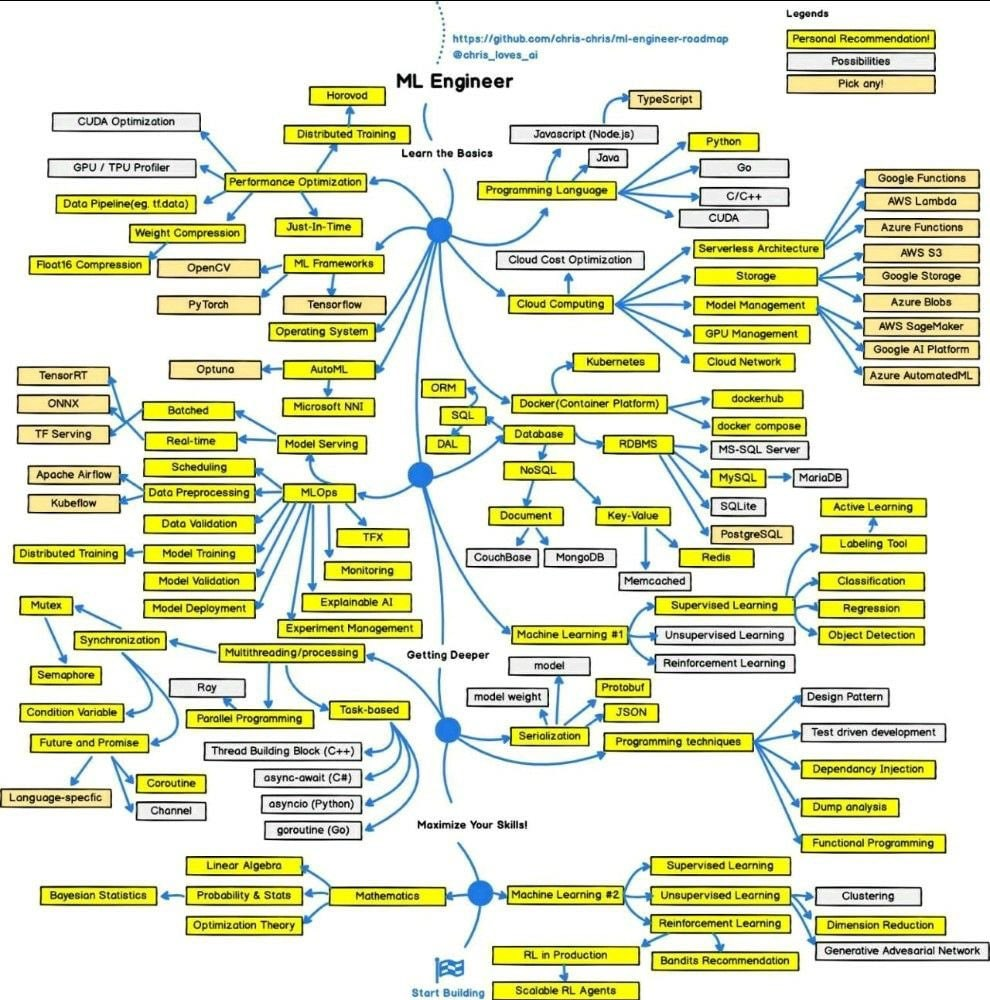 Legends
https://github.com/chris-chris/ml-engineer-roadmap
@chris_loves_ai
Personal Recommendation!
Possibilities
Pick any!
ML Engineer
Learn the Basics
Horovod
Distributed Training
CUDA Optimization
GPU / TPU Profiler
Performance Optimization
Data Pipeline(eg. tf.data)
Weight Compression
Just-In-Time
Float16 Compression
ML Frameworks
OpenCV
PyTorch
Tensorflow
Operating System
AutoML
Optuna
Microsoft NNI
TypeScript
Javascript (Node.js)
Java
Programming Language
Python
Go
C/C++
CUDA
Cloud Cost Optimization
Cloud Computing
Serverless Architecture
Storage
Model Management
GPU Management
Cloud Network
Google Functions
AWS Lambda
Azure Functions
AWS S3
Google Storage
Azure Blobs
AWS SageMaker
Google AI Platform
Azure AutomatedML
Kubernetes
Docker(Container Platform)
dockerhub
docker compose
TensorRT
ONNX
TF Serving
Batched
Real-time
Model Serving
Scheduling
Apache Airflow
Data Preprocessing
Kubeflow
MLOps
Data Validation
Distributed Training
Model Training
Model Validation
Model Deployment
TFX
Monitoring
Explainable AI
Experiment Management
ORM
SQL
DAL
Database
RDBMS
MS-SQL Server
MySQL
MariaDB
SQLite
PostgreSQL
NoSQL
Document
Key-Value
CouchBase
MongoDB
Redis
Memcached
Active Learning
Labeling Tool
Machine Learning #1
Supervised Learning
Unsupervised Learning
Reinforcement Learning
Classification
Regression
Object Detection
Getting Deeper
Mutex
Synchronization
Multithreading/processing
Semaphore
Condition Variable
Future and Promise
Language-specfic
Coroutine
Channel
Ray
Parallel Programming
Task-based
Thread Building Block (C++)
async-await (C#)
asyncio (Python)
goroutine (Go)
model
model weight
Protobuf
JSON
Serialization
Programming techniques
Design Pattern
Test driven development
Dependancy Injection
Dump analysis
Functional Programming
Maximize Your Skills!
Linear Algebra
Bayesian Statistics
Probability & Stats
Mathematics
Optimization Theory
Machine Learning #2
Supervised Learning
Unsupervised Learning
Reinforcement Learning
Clustering
Dimension Reduction
Generative Advesarial Network
RL in Production
Bandits Recommendation
Scalable RL Agents
Start Building